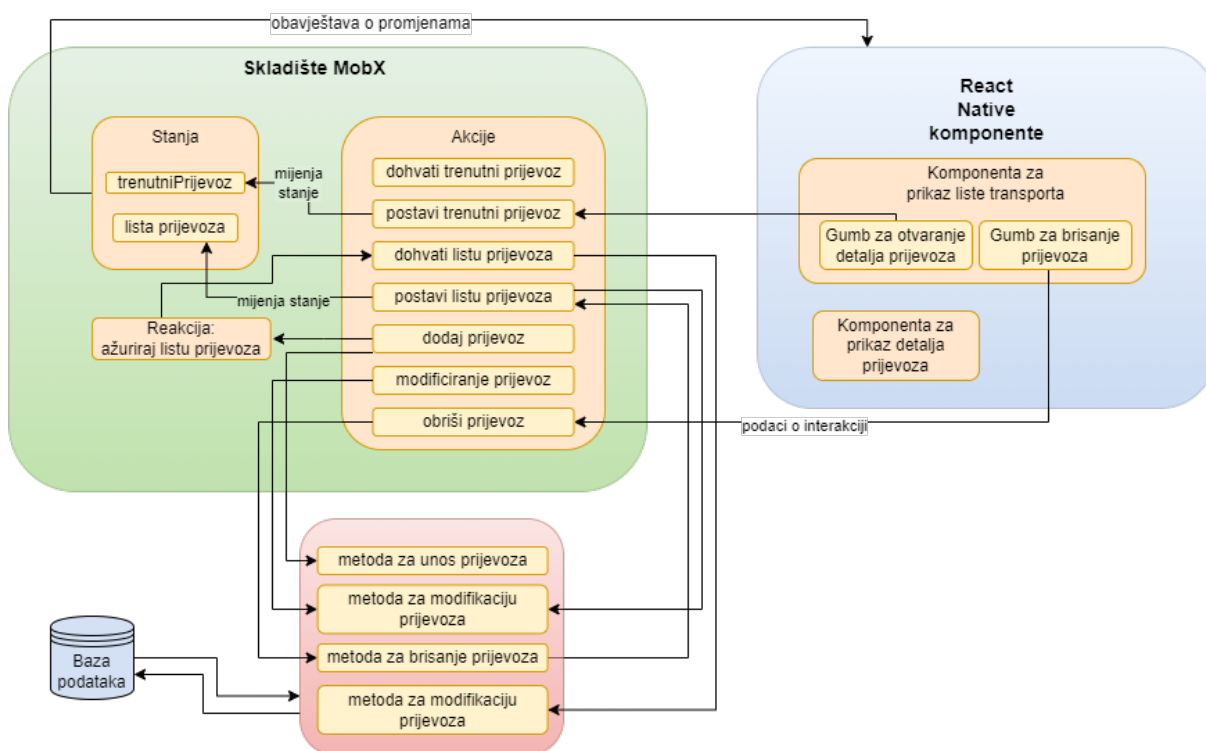 obavještava o promjenama
Skladište MobX
Stanja
trenutniPrijevoz
lista prijevoza
mijenja
stanje
mijenja stanje
Reakcija:
ažuriraj listu prijevoza
Akcije
dohvati trenutni prijevoz
postavi trenutni prijevoz
dohvati listu prijevoza
postavi listu prijevoza
dodaj prijevoz
modificiranje prijevoz
obriši prijevoz
React
Native
komponente
Komponenta za
prikaz liste transporta
Gumb za otvaranje
detalja prijevoza
Gumb za brisanje
prijevoza
Komponenta za
prikaz detalja
prijevoza
podaci o interakciji
metoda za unos prijevoza
metoda za modifikaciju
prijevoza
metoda za brisanje prijevoza
metoda za modifikaciju
prijevoza
Baza
podataka